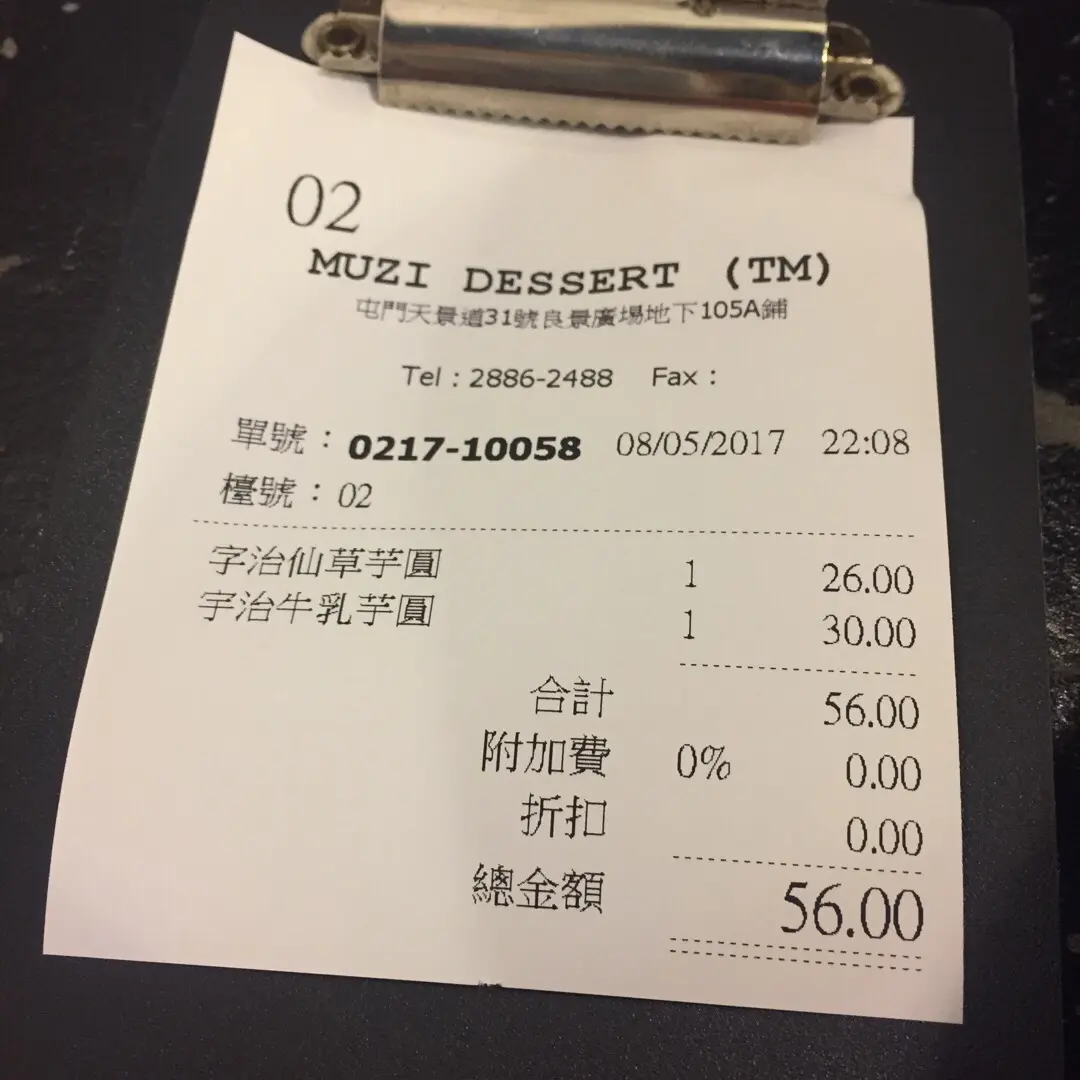 02
MUZI DESSERT (TM)
屯門天景道31號良景廣場地下105A鋪
Tel : 2886-2488 Fax :
單號： 0217-10058 08/05/2017 22:08
檯號： 02
宇治仙草芋圓 1 26.00
宇治牛乳芋圓 1 30.00
合計 56.00
附加費 0% 0.00
折扣 0.00
總金額 56.00